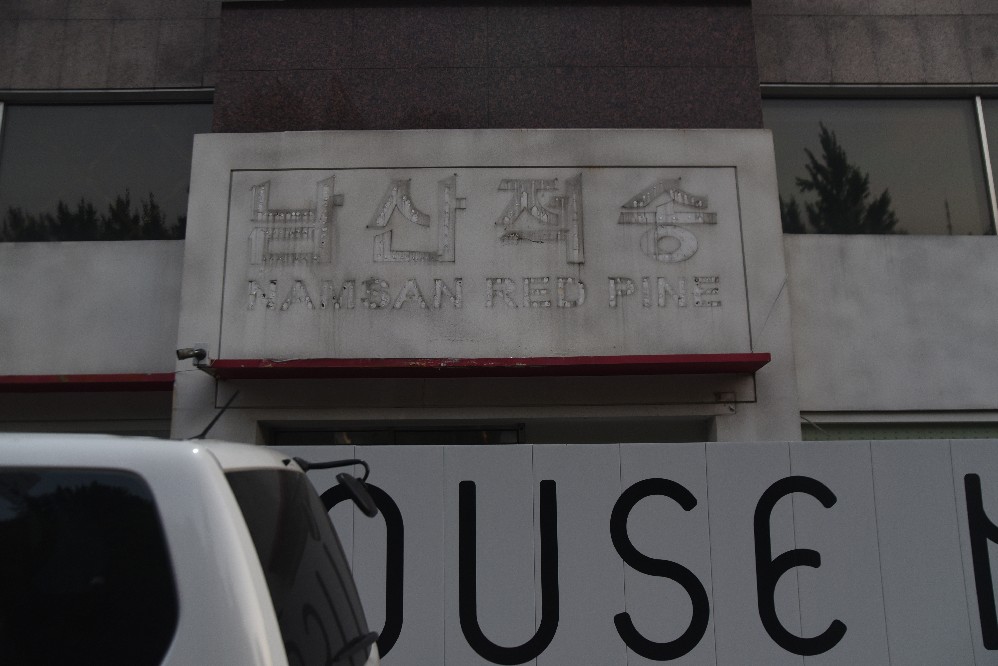 남산적송
NAMSAN RED PINE
OUSE